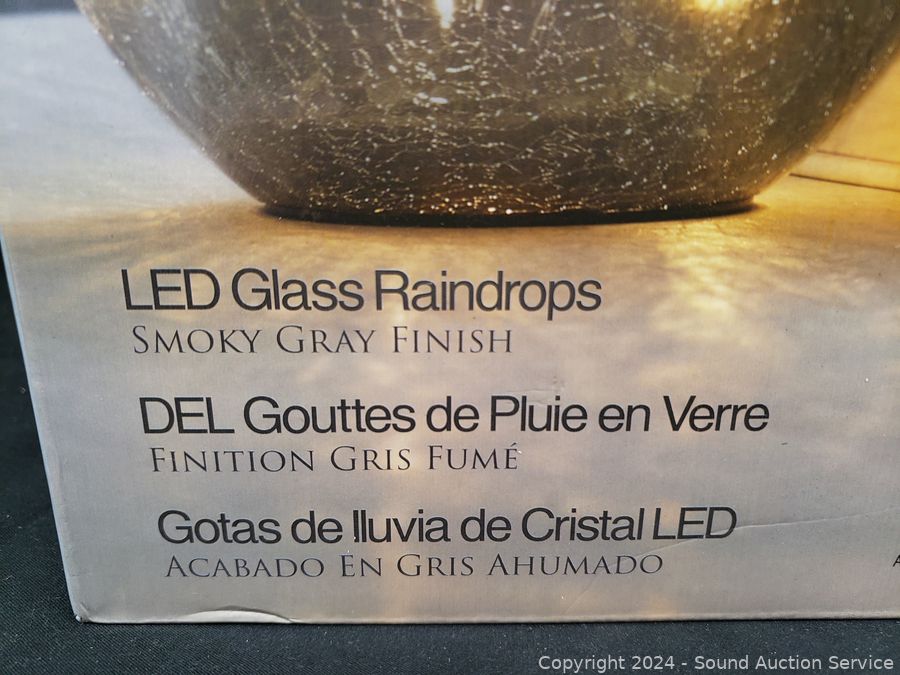 LED Glass Raindrops
SMOKY GRAY FINISH
DEL Gouttes de Pluie en Verre
FINITION GRIS FUMÉ
Gotas de lluvia de Cristal LED
ACABADO EN GRIS AHUMADO
Copyright 2024 - Sound Auction Service